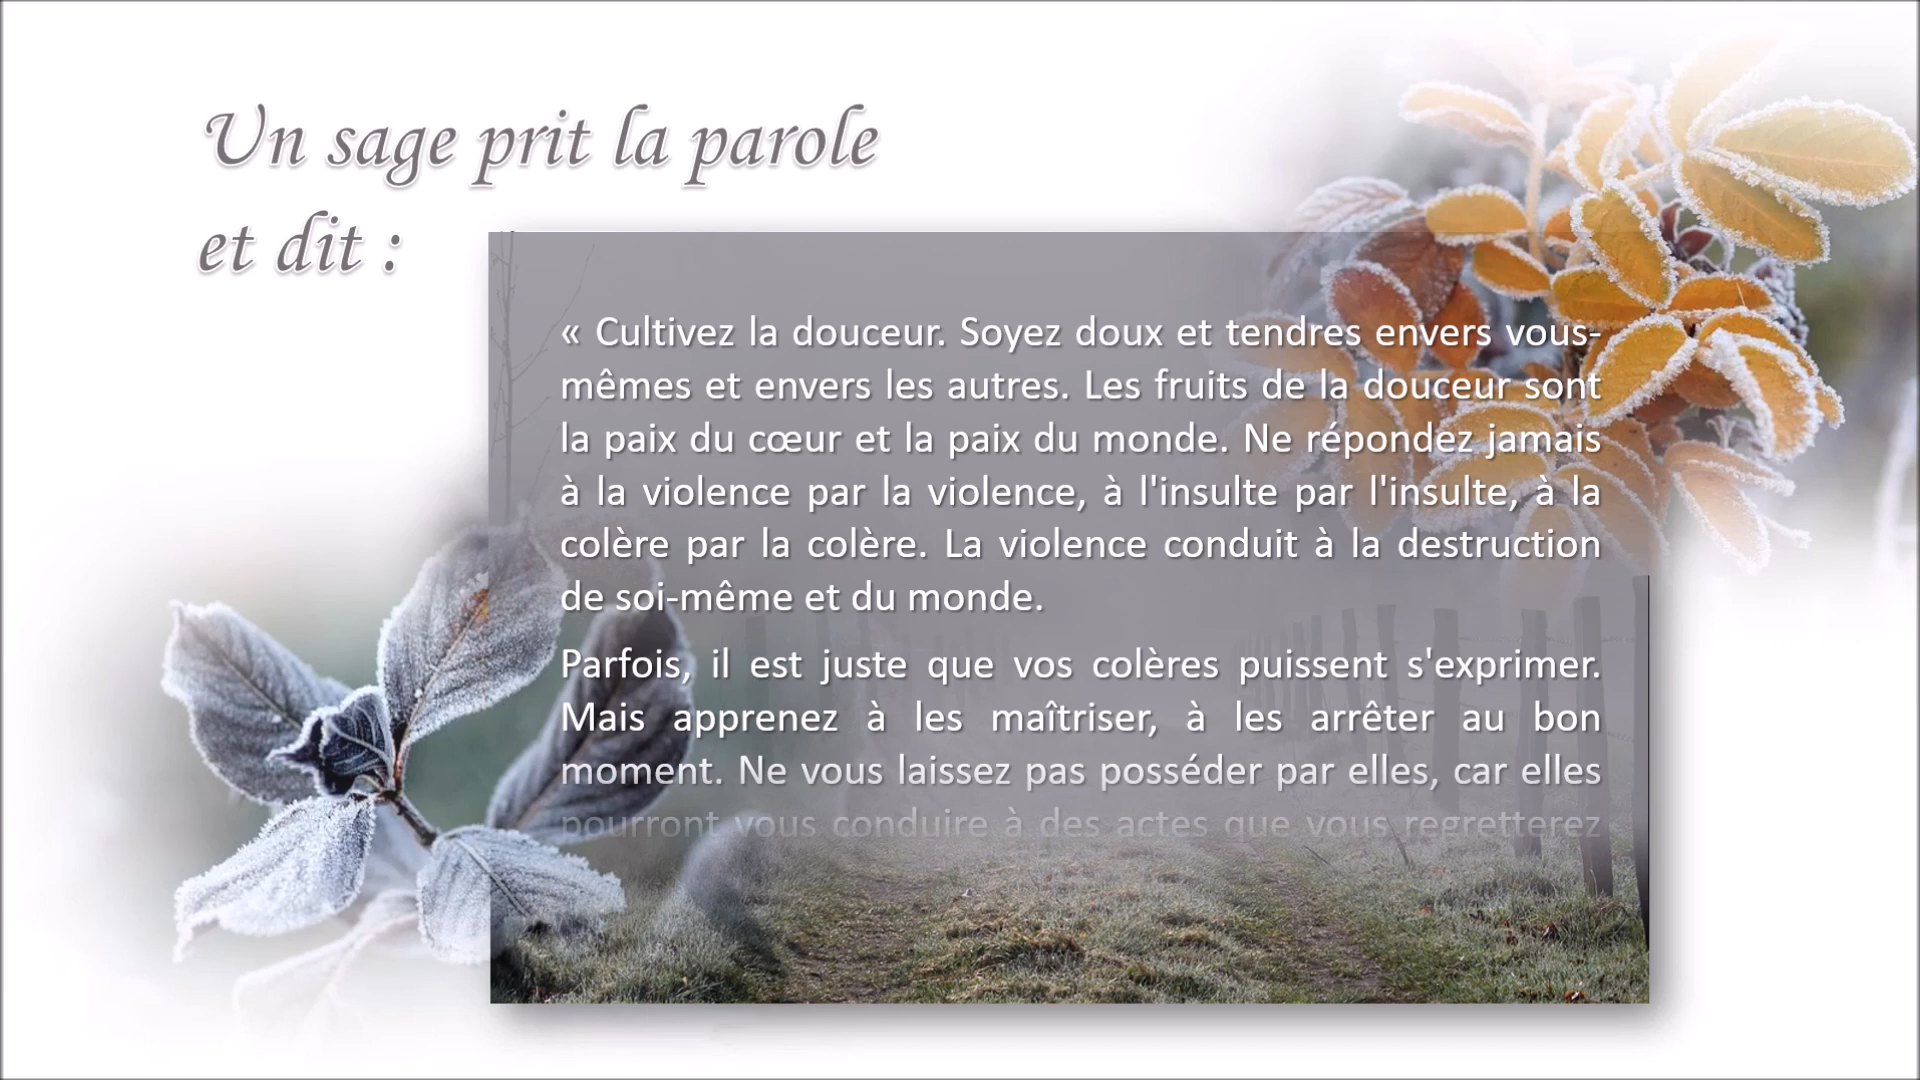 Un sage prit la parole
et dit :
« Cultivez la douceur. Soyez doux et tendres envers vous-
mêmes et envers les autres. Les fruits de la douceur sont
la paix du cœur et la paix du monde. Ne répondez jamais
à la violence par la violence, à l'insulte par l'insulte, à la
colère par la colère. La violence conduit à la destruction
de soi-même et du monde.
Parfois, il est juste que vos colères puissent s'exprimer.
Mais apprenez à les maîtriser, à les arrêter au bon
moment. Ne vous laissez pas posséder par elles, car elles
pourront vous conduire à des actes que vous regretterez